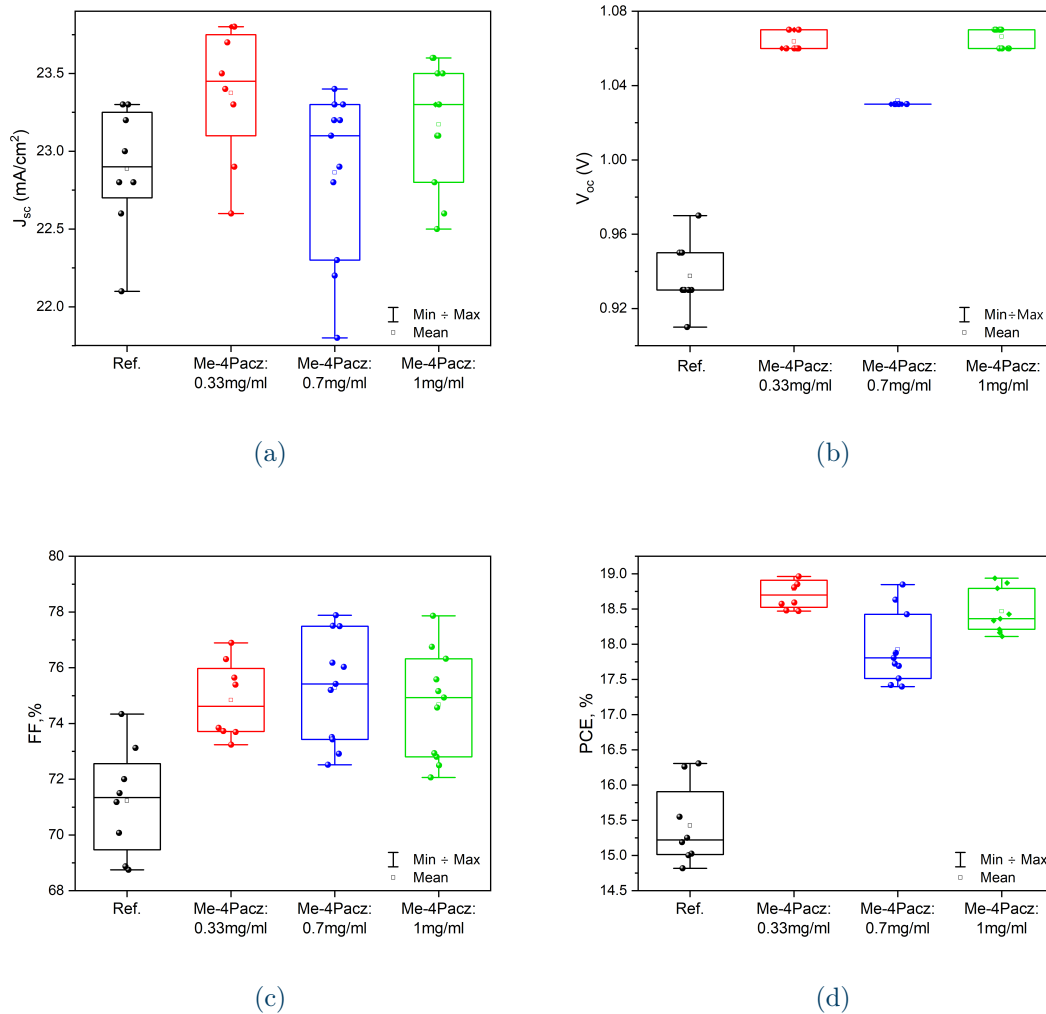 23.5
23.0
22.5
22.0
J_sc (mA/cm²)
Min ÷ Max
Mean
Ref. Me-4Pacz: Me-4Pacz: Me-4Pacz:
0.33mg/ml 0.7mg/ml 1mg/ml
(a)
1.08
1.04
1.00
0.96
0.92
V_oc (V)
Min÷Max
Mean
Ref. Me-4Pacz: Me-4Pacz: Me-4Pacz:
0.33mg/ml 0.7mg/ml 1mg/ml
(b)
80
78
76
74
72
70
68
FF,%
Min ÷ Max
Mean
Ref. Me-4Pacz: Me-4Pacz: Me-4Pacz:
0.33mg/ml 0.7mg/ml 1mg/ml
(c)
19.0
18.5
18.0
17.5
17.0
16.5
16.0
15.5
15.0
14.5
PCE, %
Min ÷ Max
Mean
Ref. Me-4Pacz: Me-4Pacz: Me-4Pacz:
0.33mg/ml 0.7mg/ml 1mg/ml
(d)